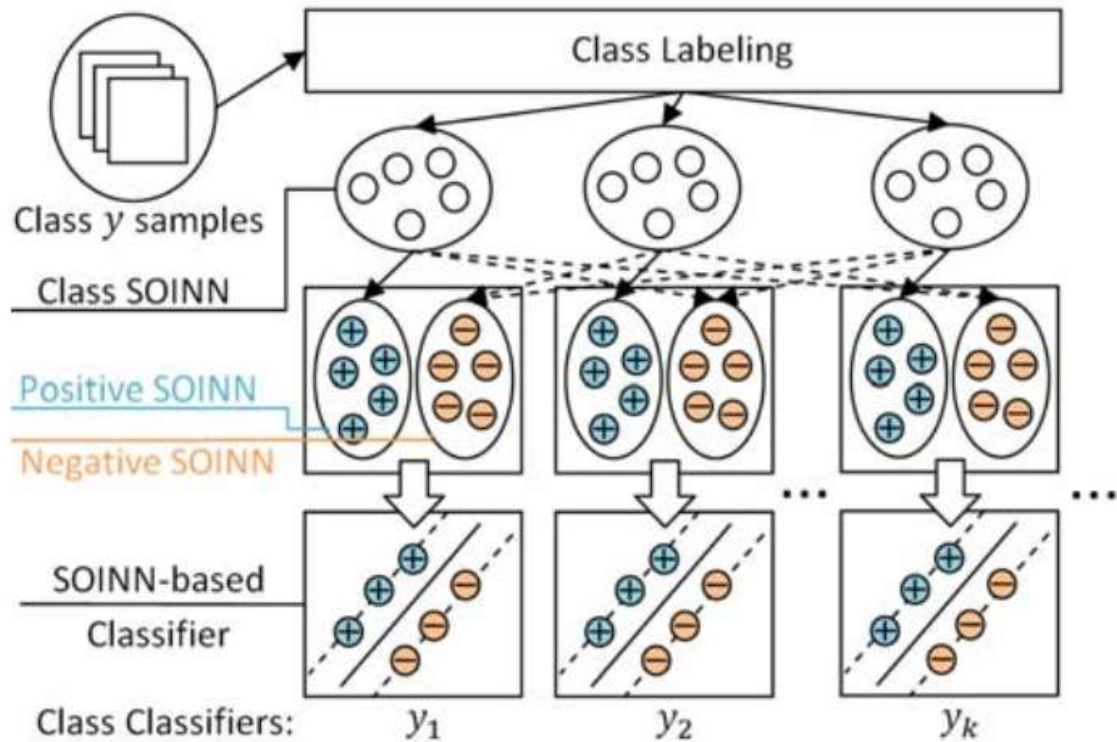 Class Labeling
Class y samples
Class SOINN
Positive SOINN
Negative SOINN
... ...
SOINN-based
Classifier
Class Classifiers: y₁ y₂ yₖ